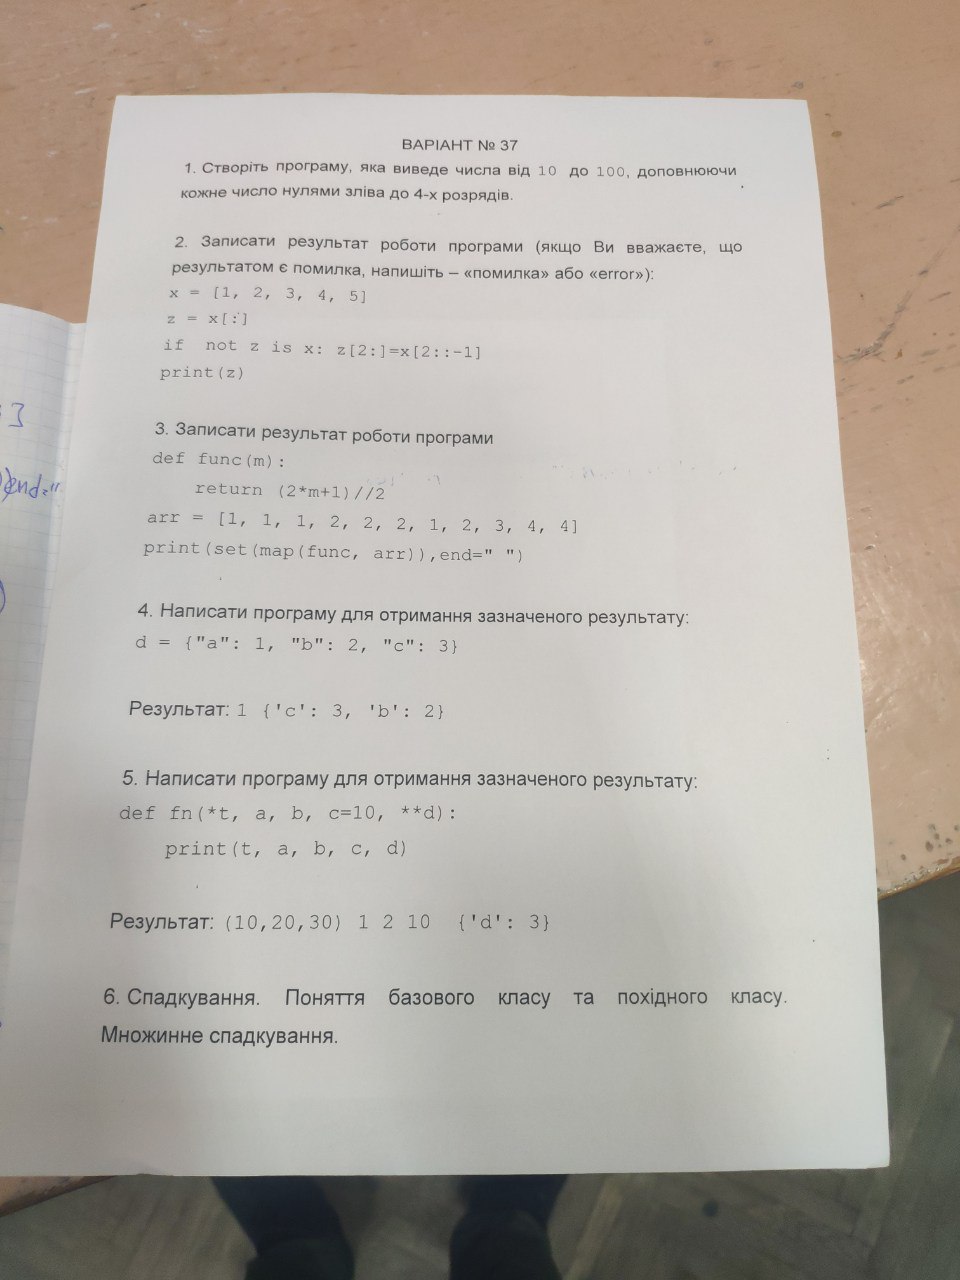 ВАРІАНТ № 37
1. Створіть програму, яка виведе числа від 10 до 100, доповнюючи
кожне число нулями зліва до 4-х розрядів.
2. Записати результат роботи програми (якщо Ви вважаєте, що
результатом є помилка, напишіть – «помилка» або «error»):
x = [1, 2, 3, 4, 5]
z = x[:]
if not z is x: z[2:]=x[2::-1]
print(z)
3. Записати результат роботи програми
def func(m):
return (2*m+1)//2
arr = [1, 1, 1, 2, 2, 2, 1, 2, 3, 4, 4]
print(set(map(func, arr)),end=" ")
4. Написати програму для отримання зазначеного результату:
d = {"a": 1, "b": 2, "c": 3}
Результат: 1 {'c': 3, 'b': 2}
5. Написати програму для отримання зазначеного результату:
def fn(*t, a, b, c=10, **d):
print(t, a, b, c, d)
Результат: (10,20,30) 1 2 10 {'d': 3}
6. Спадкування. Поняття базового класу та похідного класу.
Множинне спадкування.